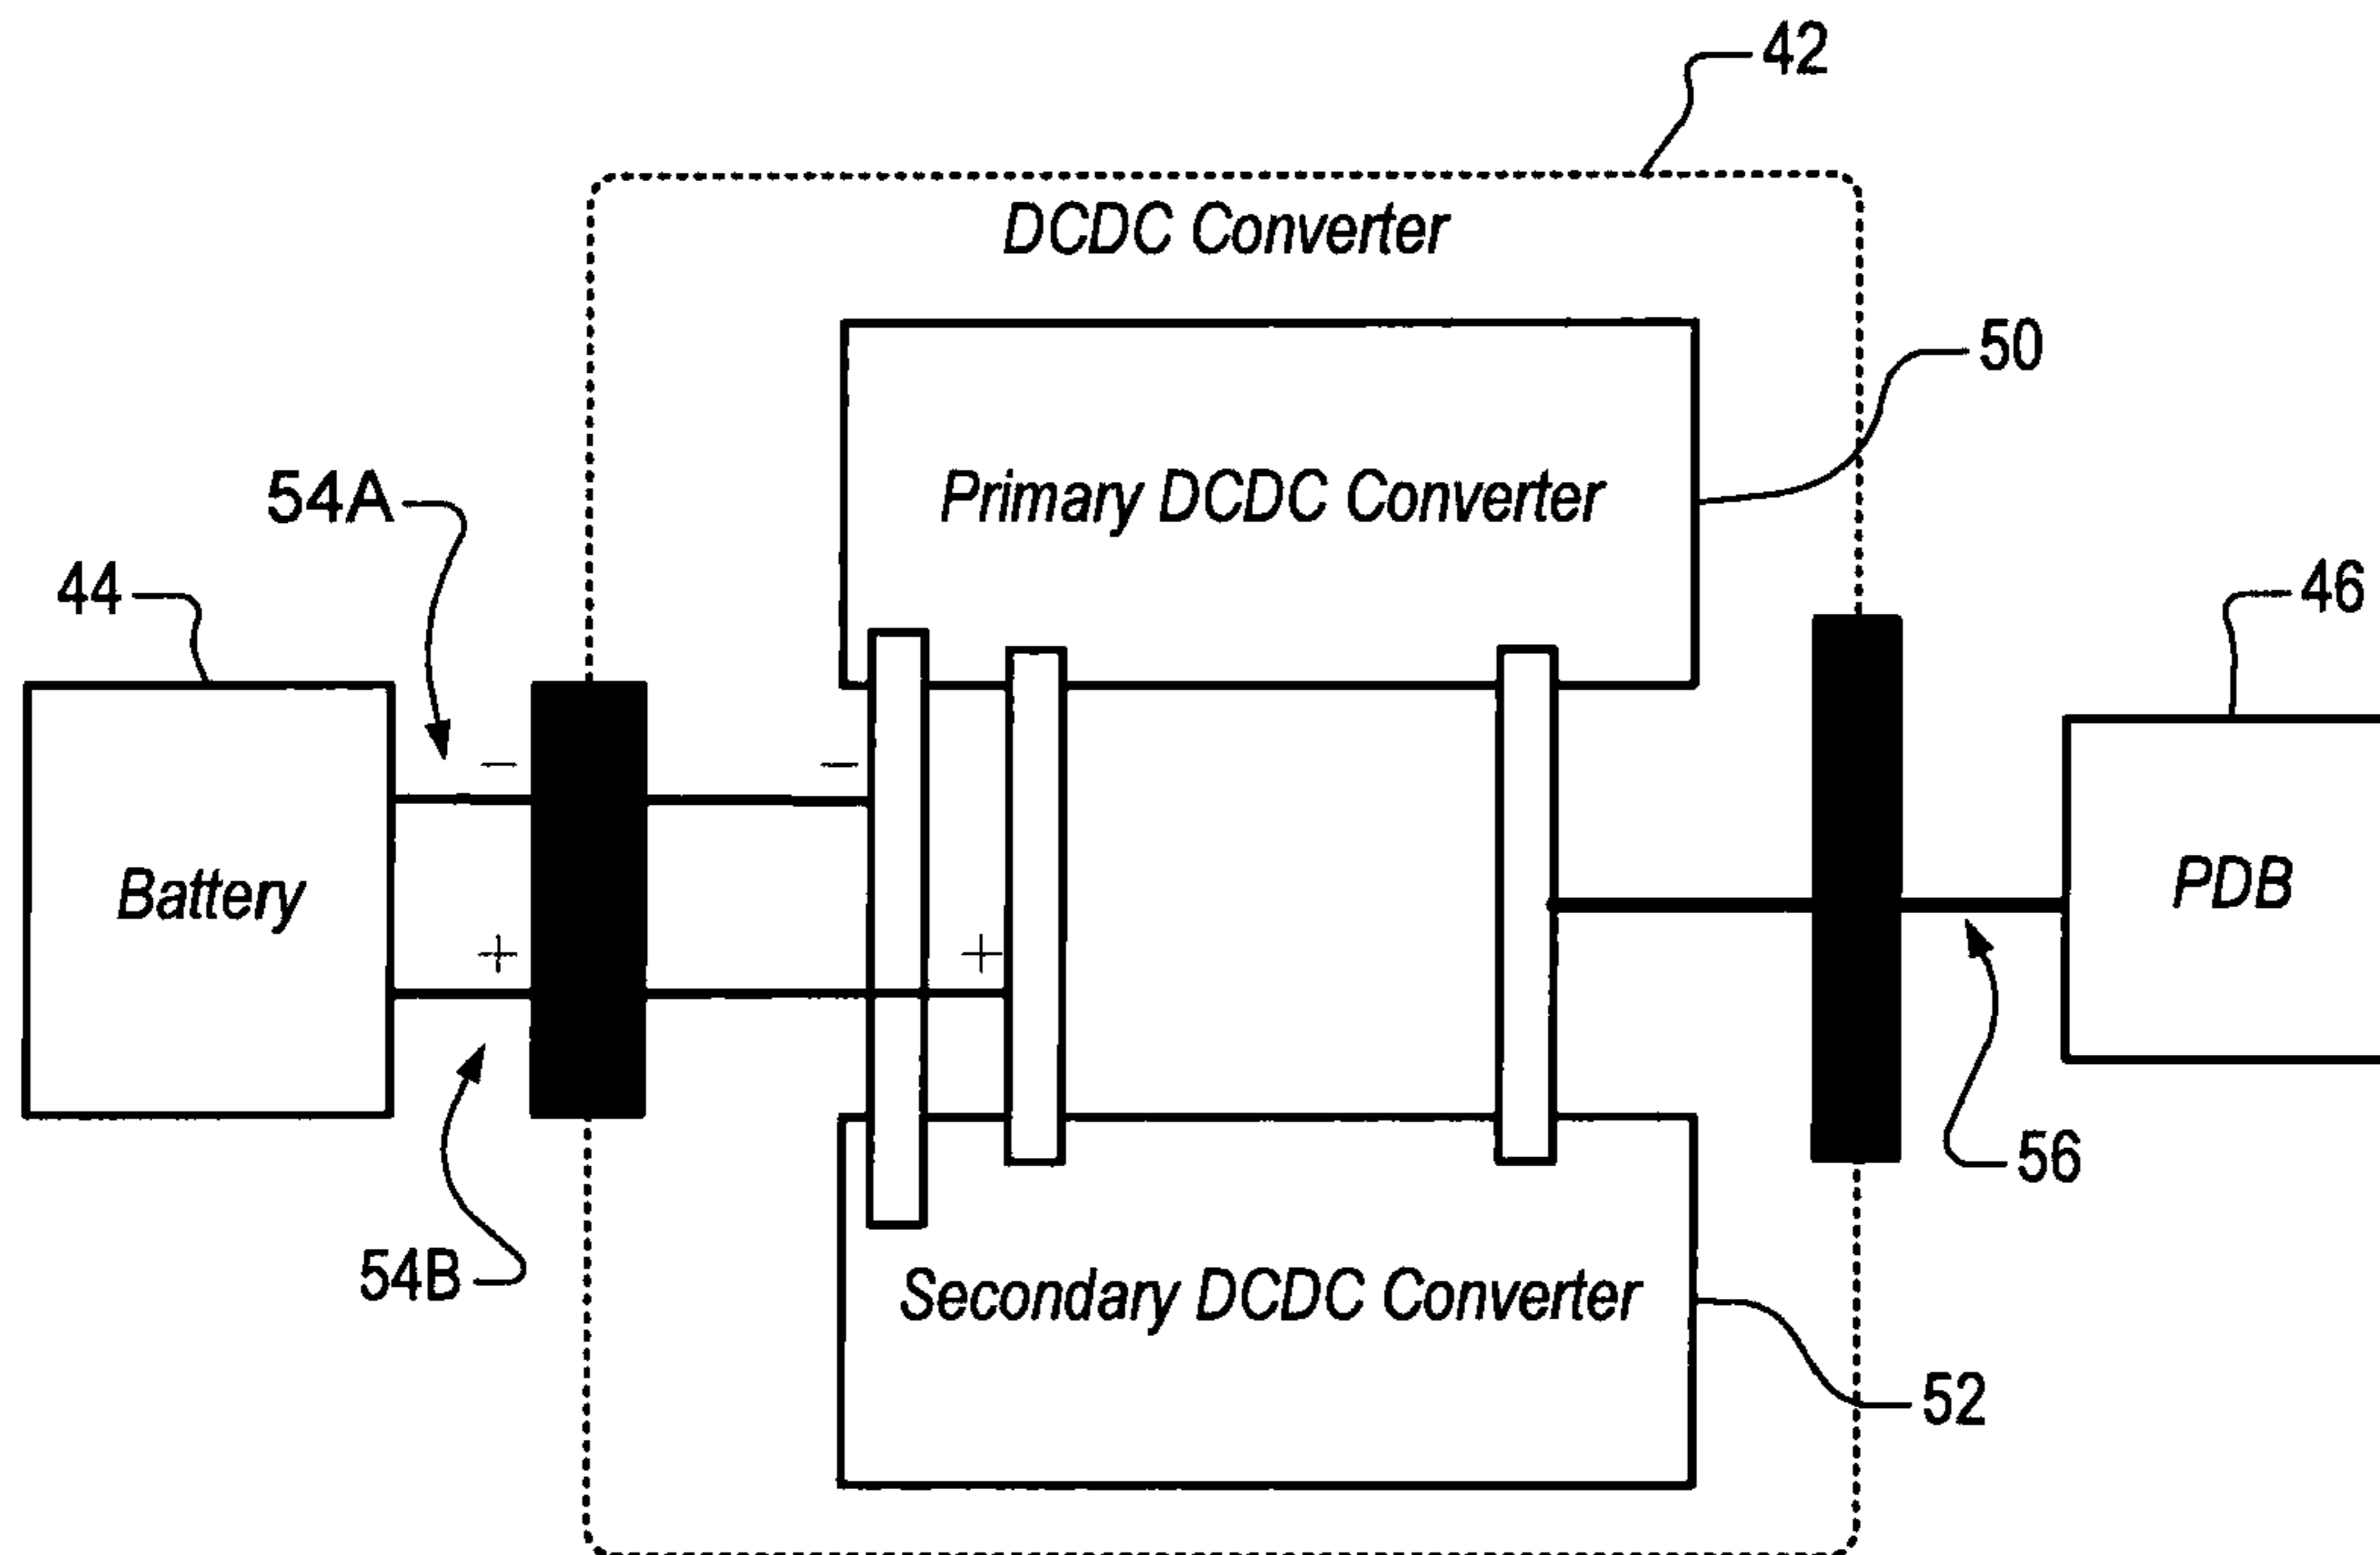 42
DCDC Converter
50
Primary DCDC Converter
54A
44
46
−
−
Battery
PDB
+
+
56
54B
Secondary DCDC Converter
52